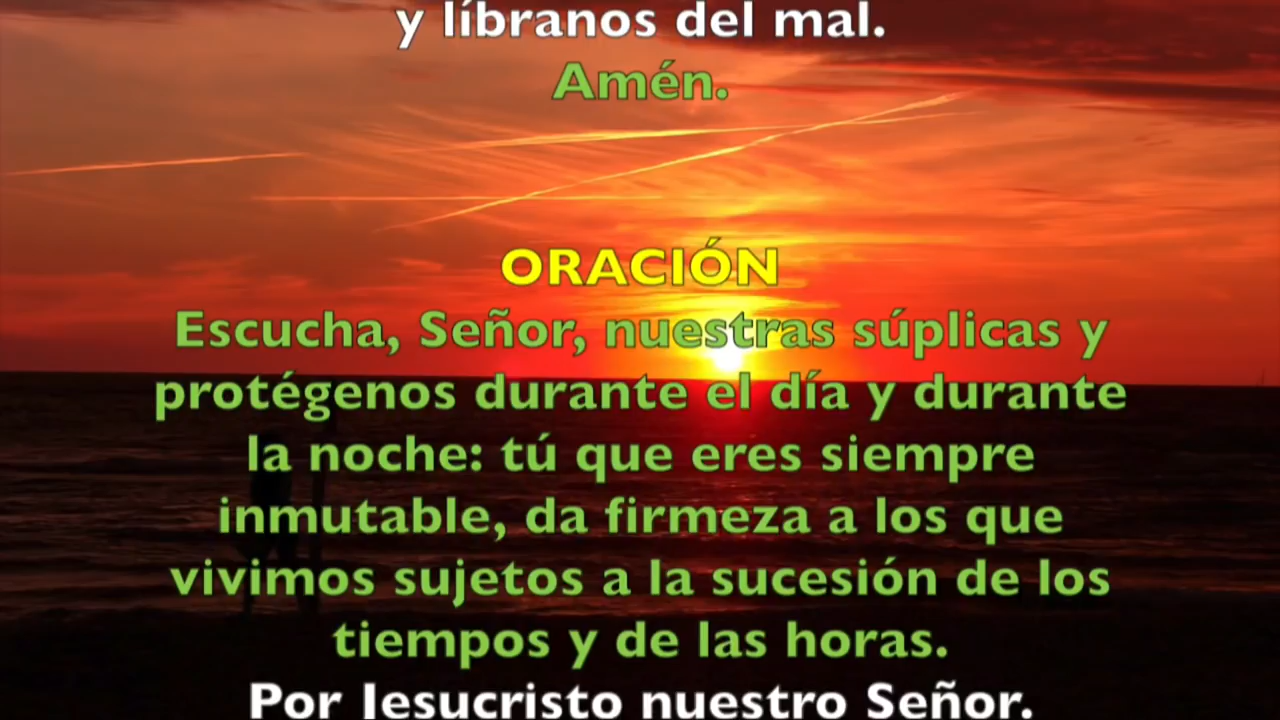 y líbranos del mal.
Amén.
ORACIÓN
Escucha, Señor, nuestras súplicas y
protégenos durante el día y durante
la noche: tú que eres siempre
inmutable, da firmeza a los que
vivimos sujetos a la sucesión de los
tiempos y de las horas.
Por Jesucristo nuestro Señor.